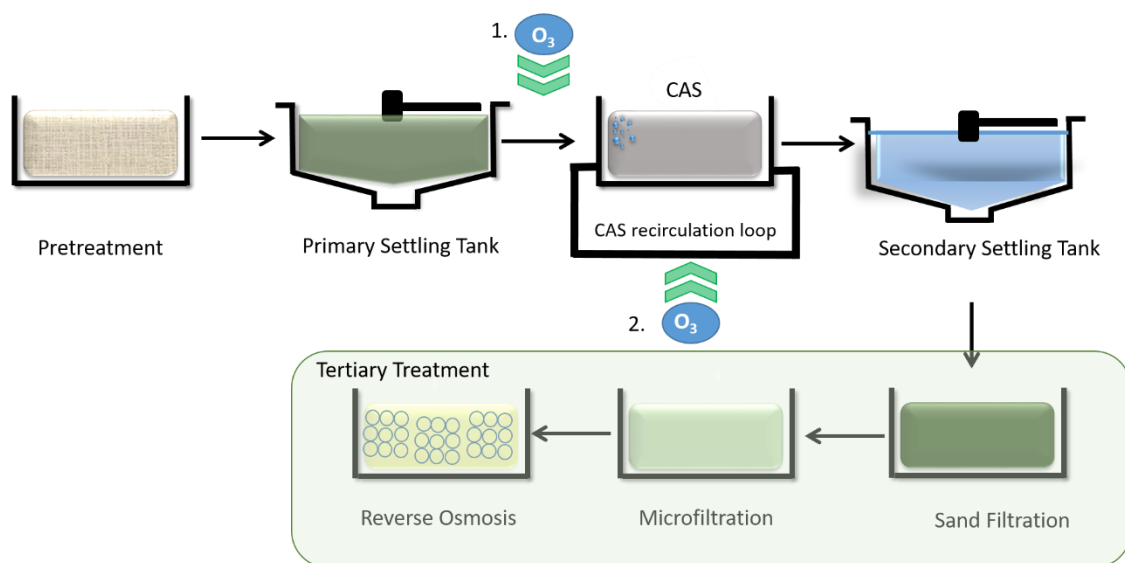 1.
O3
CAS
CAS recirculation loop
Pretreatment
Primary Settling Tank
Secondary Settling Tank
2.
O3
Tertiary Treatment
Reverse Osmosis
Microfiltration
Sand Filtration